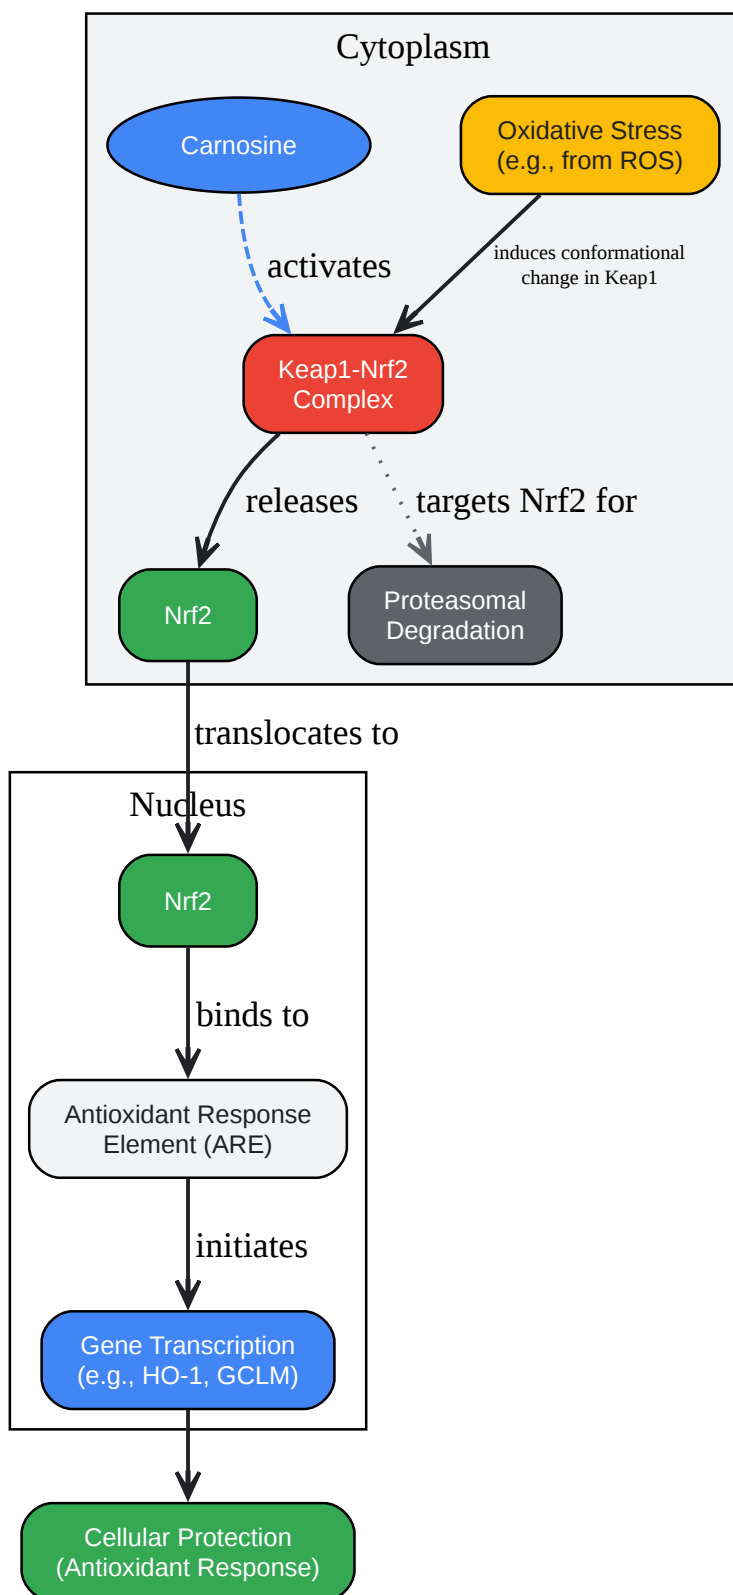 Cytoplasm
Carnosine
Oxidative Stress
(e.g., from ROS)
activates
induces conformational
change in Keap1
Keap1-Nrf2
Complex
releases
targets Nrf2 for
Nrf2
Proteasomal
Degradation
translocates to
Nucleus
Nrf2
binds to
Antioxidant Response
Element (ARE)
initiates
Gene Transcription
(e.g., HO-1, GCLM)
Cellular Protection
(Antioxidant Response)